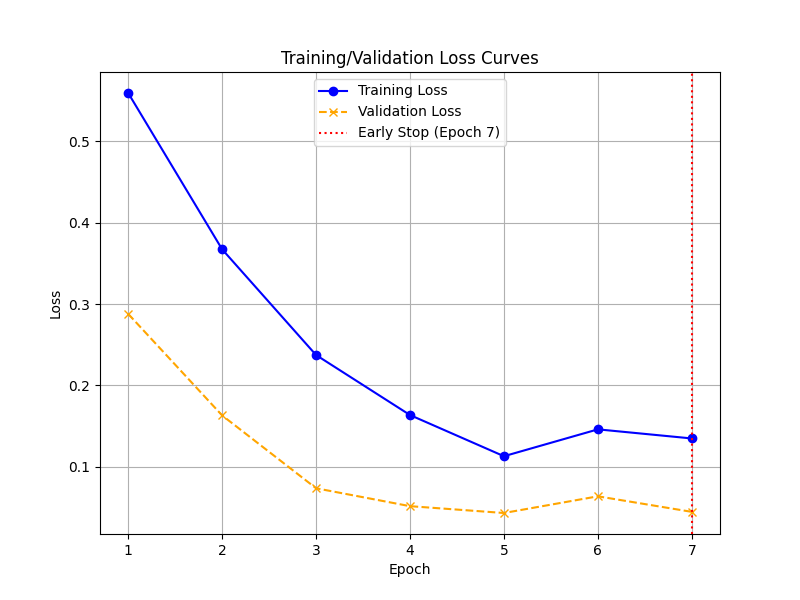 Training/Validation Loss Curves
Training Loss
Validation Loss
Early Stop (Epoch 7)
Loss
0.5
0.4
0.3
0.2
0.1
1 2 3 4 5 6 7
Epoch